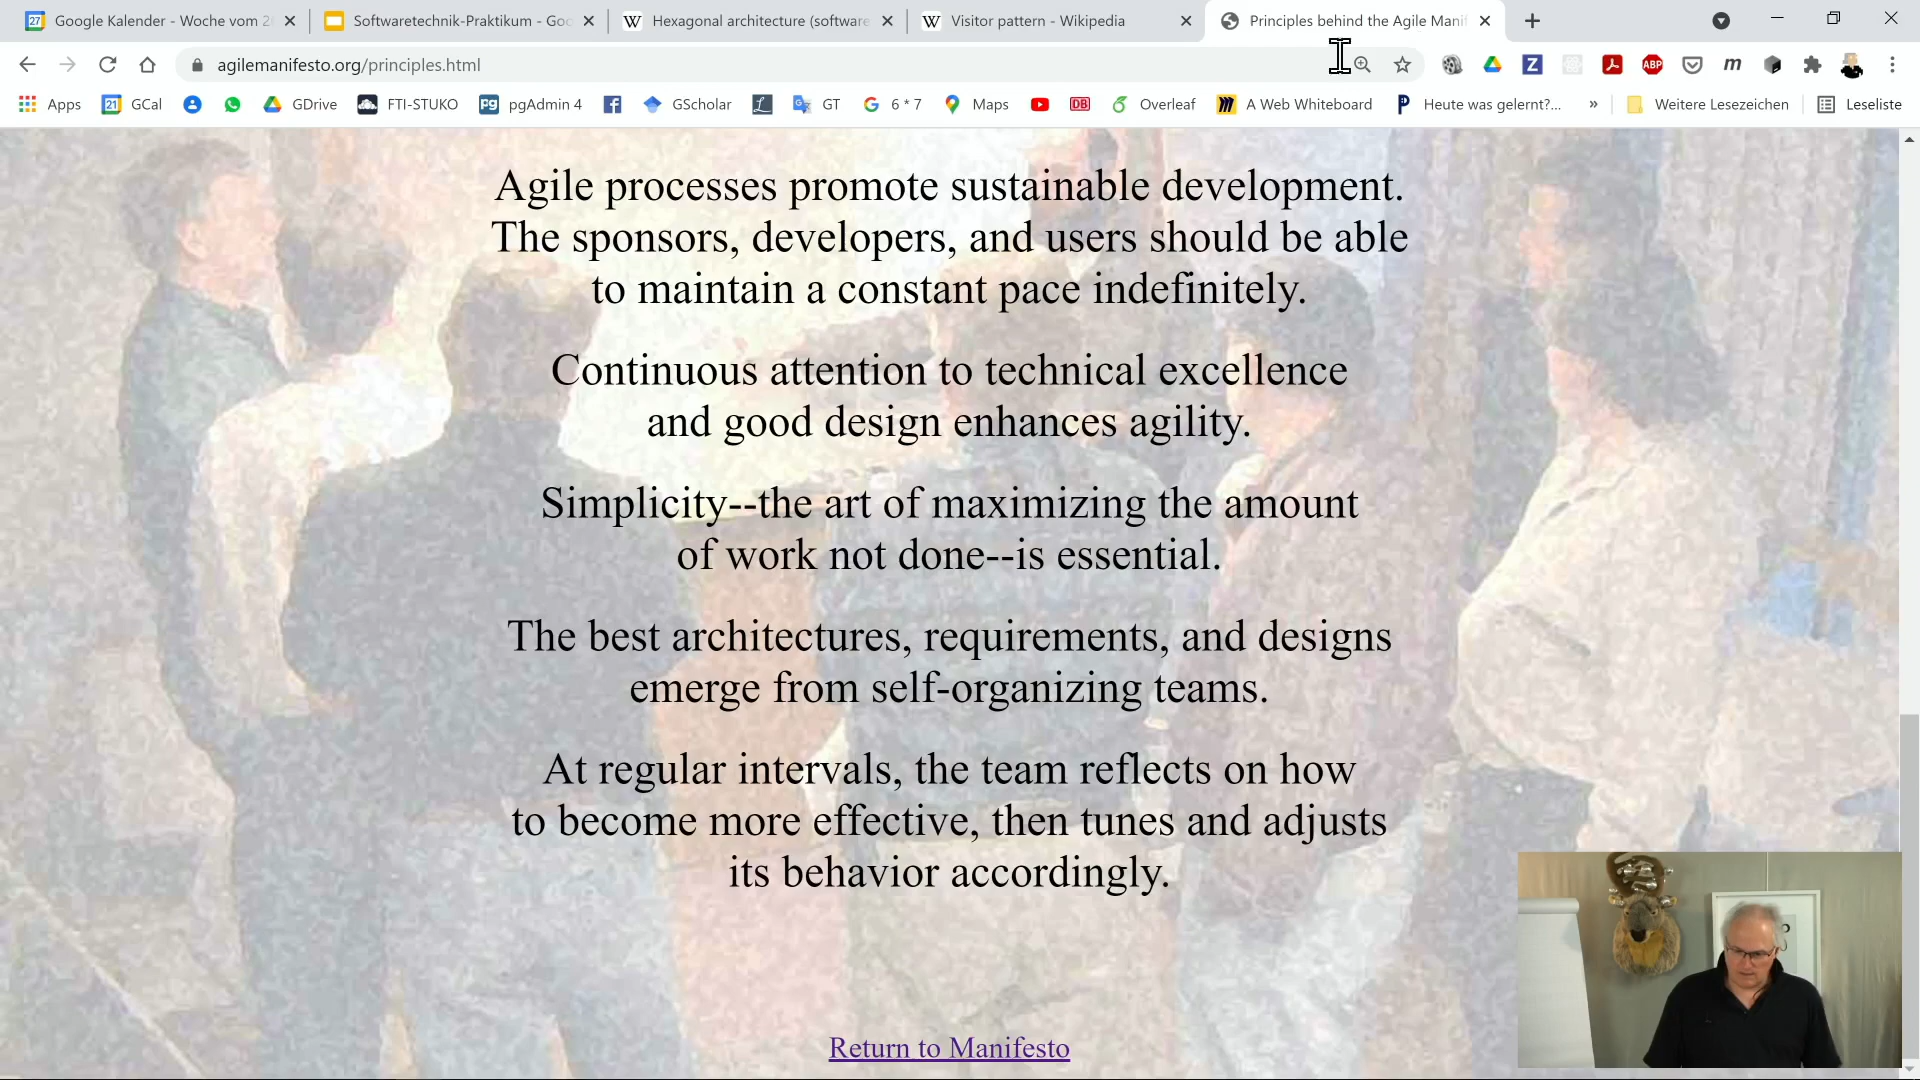 Google Kalender - Woche vom 2
Softwaretechnik-Praktikum - Goo
Hexagonal architecture (software
Visitor pattern - Wikipedia
Principles behind the Agile Manif
agilemanifesto.org/principles.html
Apps
GCal
GDrive
FTI-STUKO
pgAdmin 4
GScholar
GT
6 * 7
Maps
Overleaf
A Web Whiteboard
Heute was gelernt?...
»
Weitere Lesezeichen
Leseliste
Agile processes promote sustainable development.
The sponsors, developers, and users should be able
to maintain a constant pace indefinitely.
Continuous attention to technical excellence
and good design enhances agility.
Simplicity--the art of maximizing the amount
of work not done--is essential.
The best architectures, requirements, and designs
emerge from self-organizing teams.
At regular intervals, the team reflects on how
to become more effective, then tunes and adjusts
its behavior accordingly.
Return to Manifesto